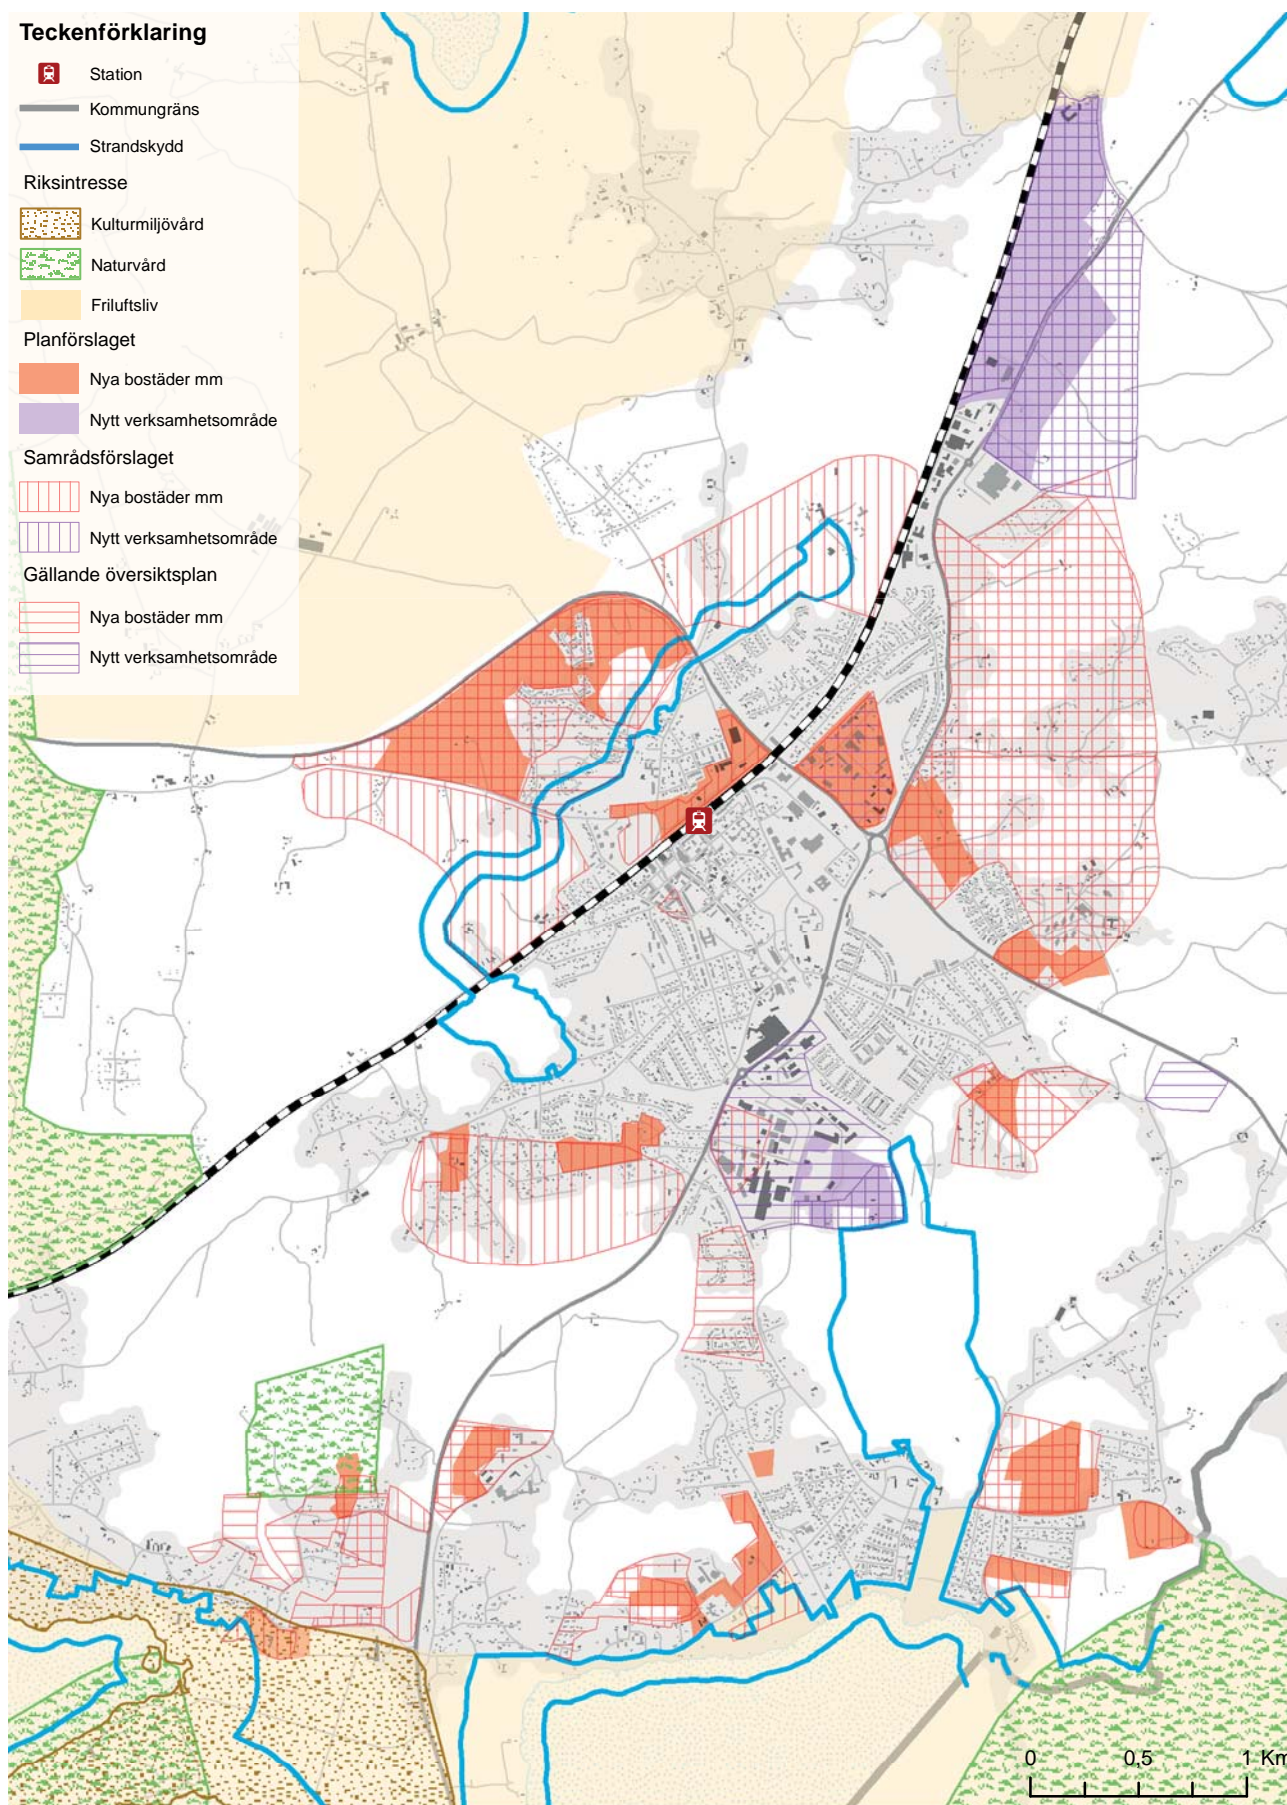 Teckenförklaring
Station
Kommungräns
Strandskydd
Riksintresse
Kulturmiljövård
Naturvård
Friluftsliv
Planförslaget
Nya bostäder mm
Nytt verksamhetsområde
Samrådsförslaget
Nya bostäder mm
Nytt verksamhetsområde
Gällande översiktsplan
Nya bostäder mm
Nytt verksamhetsområde
0 0,5 1 Km